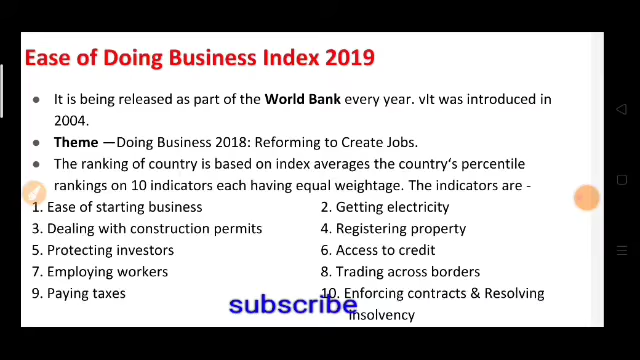 Ease of Doing Business Index 2019
● It is being released as part of the World Bank every year. vIt was introduced in
2004.
● Theme —Doing Business 2018: Reforming to Create Jobs.
● The ranking of country is based on index averages the country's percentile
rankings on 10 indicators each having equal weightage. The indicators are -
1. Ease of starting business 2. Getting electricity
3. Dealing with construction permits 4. Registering property
5. Protecting investors 6. Access to credit
7. Employing workers 8. Trading across borders
9. Paying taxes 10. Enforcing contracts & Resolving
insolvency
subscribe